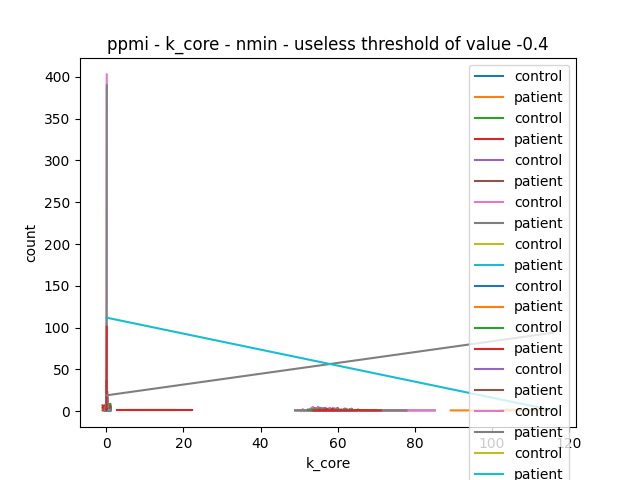 ppmi - k_core - nmin - useless threshold of value -0.4
count
400
350
300
250
200
150
100
50
0
0
20
40
60
80
100
120
k_core
control
patient
control
patient
control
patient
control
patient
control
patient
control
patient
control
patient
control
patient
control
patient
control
patient